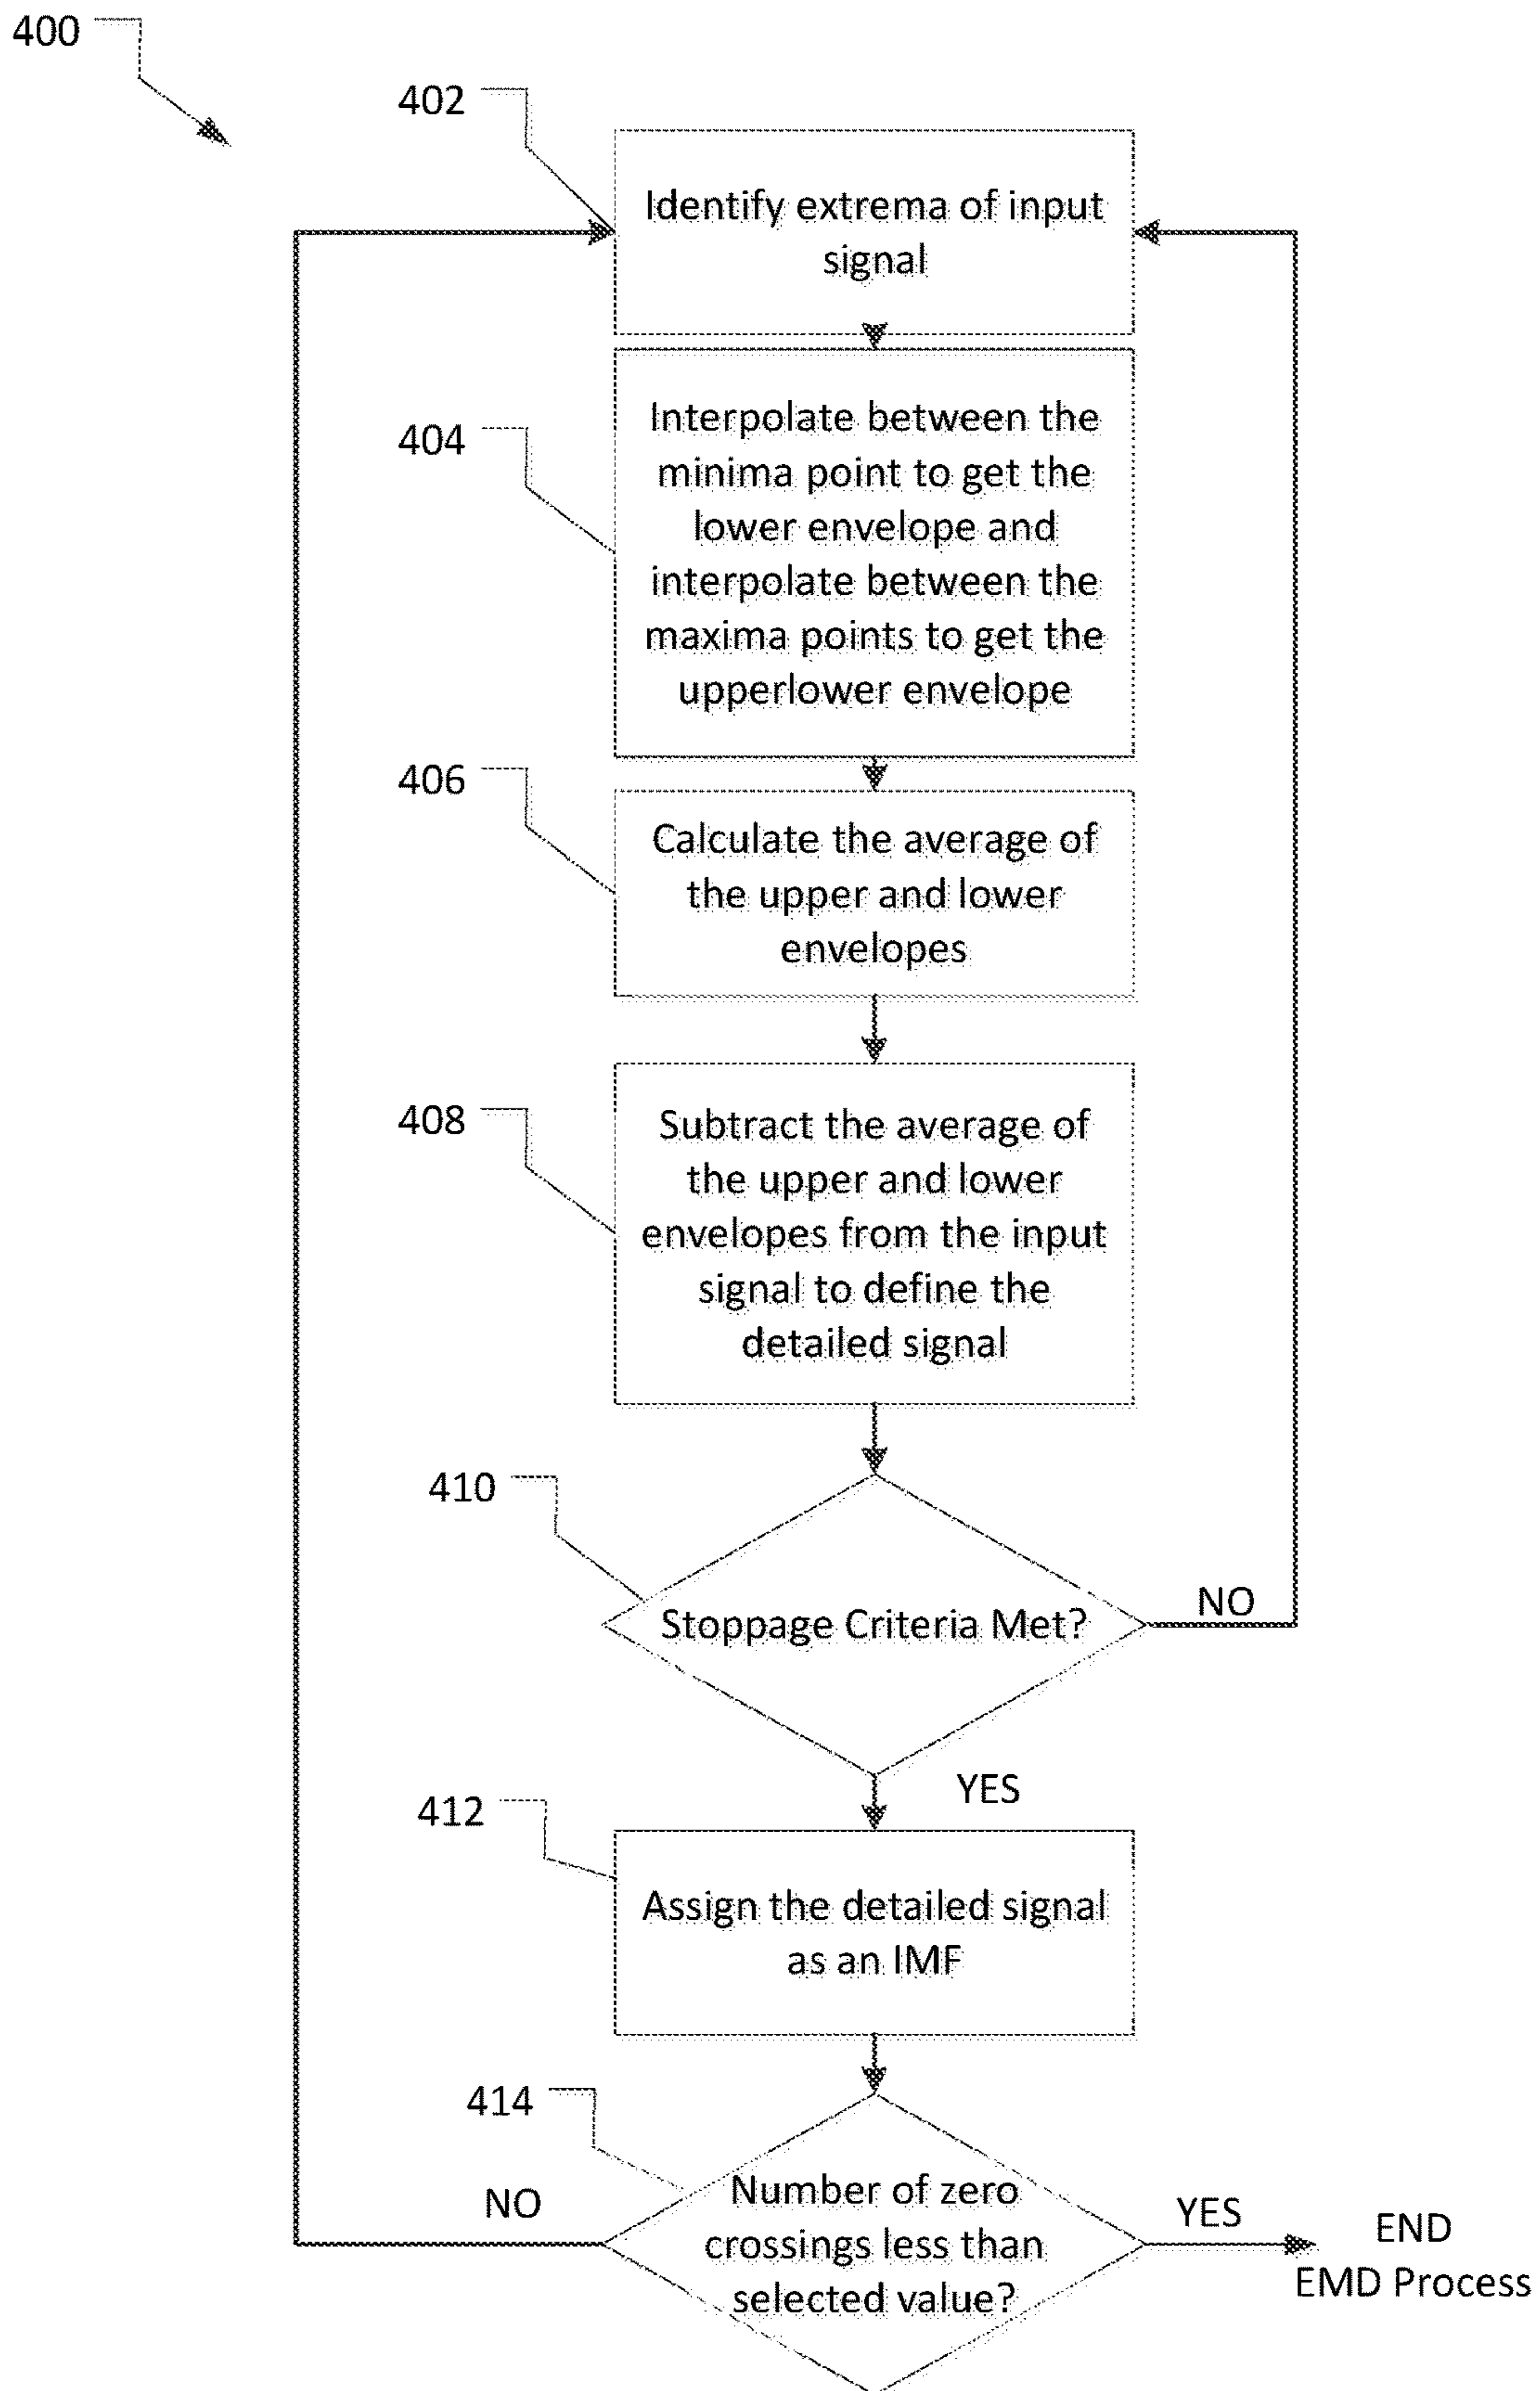 400
402
Identify extrema of input
signal
404
Interpolate between the
minima point to get the
lower envelope and
interpolate between the
maxima points to get the
upperlower envelope
406
Calculate the average of
the upper and lower
envelopes
408
Subtract the average of
the upper and lower
envelopes from the input
signal to define the
detailed signal
410
Stoppage Criteria Met?
NO
YES
412
Assign the detailed signal
as an IMF
414
Number of zero
crossings less than
selected value?
NO
YES
END
EMD Process